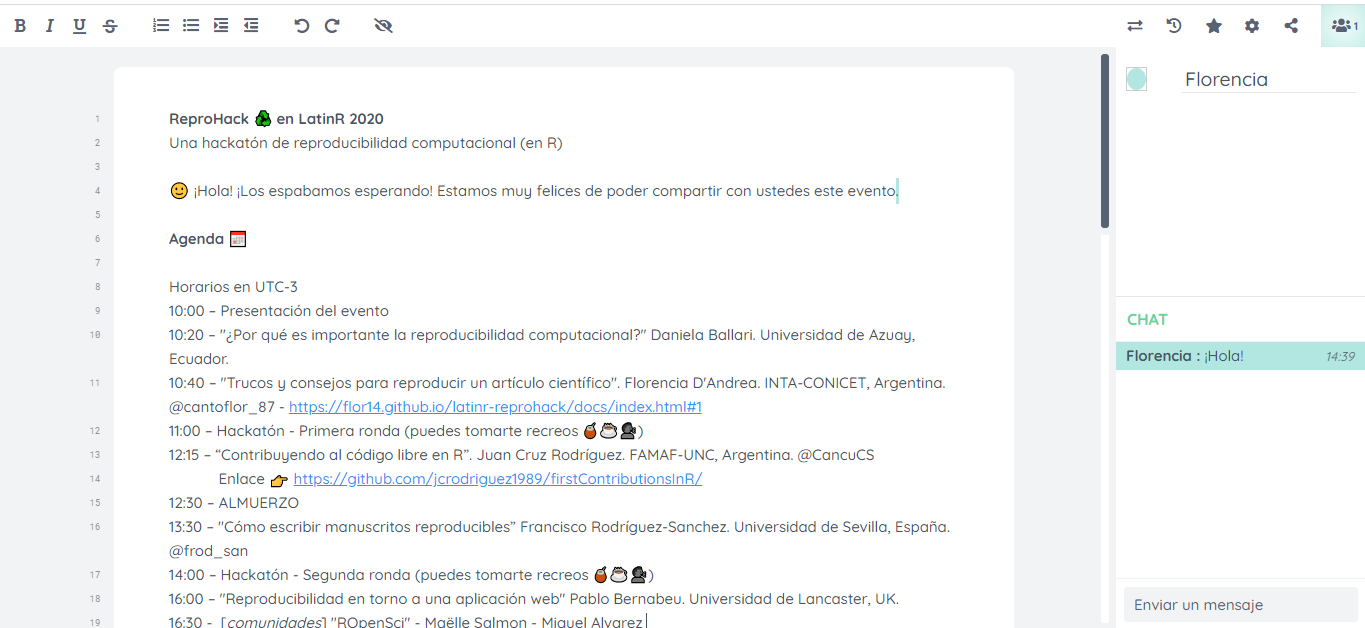 B I U S
1
Florencia
1 ReproHack ♻ en LatinR 2020
2 Una hackatón de reproducibilidad computacional (en R)
3
4 🙂 ¡Hola! ¡Los espabamos esperando! Estamos muy felices de poder compartir con ustedes este evento.
5
6 Agenda 📅
7
8 Horarios en UTC-3
9 10:00 – Presentación del evento
10 10:20 – "¿Por qué es importante la reproducibilidad computacional?" Daniela Ballari. Universidad de Azuay,
Ecuador.
11 10:40 – "Trucos y consejos para reproducir un artículo científico". Florencia D'Andrea. INTA-CONICET, Argentina.
@cantoflor_87 - https://flor14.github.io/latinr-reprohack/docs/index.html#1
12 11:00 – Hackatón - Primera ronda (puedes tomarte recreos 🧉☕🗣)
13 12:15 – “Contribuyendo al código libre en R”. Juan Cruz Rodríguez. FAMAF-UNC, Argentina. @CancuCS
14 Enlace 👉 https://github.com/jcrodriguez1989/firstContributionsInR/
15 12:30 – ALMUERZO
16 13:30 – "Cómo escribir manuscritos reproducibles” Francisco Rodríguez-Sanchez. Universidad de Sevilla, España.
@frod_san
17 14:00 – Hackatón - Segunda ronda (puedes tomarte recreos 🧉☕🗣)
18 16:00 – "Reproducibilidad en torno a una aplicación web" Pablo Bernabeu. Universidad de Lancaster, UK.
19 16:30 - [comunidades] "ROpenSci" - Maëlle Salmon - Miguel Alvarez
CHAT
Florencia : ¡Hola! 14:39
Enviar un mensaje